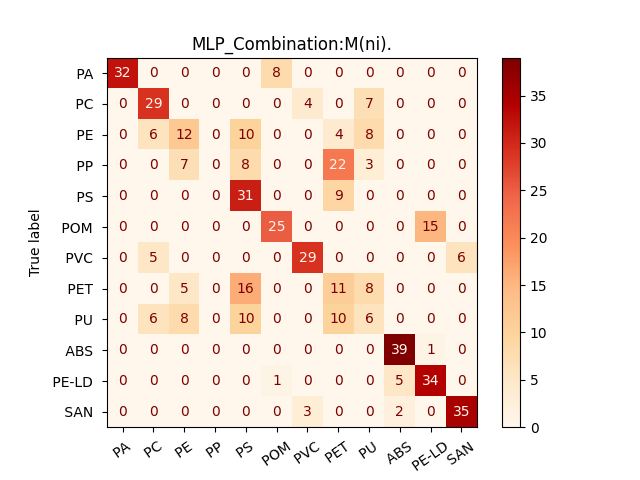 MLP_Combination:M(ni).
PA 32 0 0 0 0 8 0 0 0 0 0 0
PC 0 29 0 0 0 0 4 0 7 0 0 0
PE 0 6 12 0 10 0 0 4 8 0 0 0
PP 0 0 7 0 8 0 0 22 3 0 0 0
PS 0 0 0 0 31 0 0 9 0 0 0 0
POM 0 0 0 0 0 25 0 0 0 0 15 0
PVC 0 5 0 0 0 0 29 0 0 0 0 6
PET 0 0 5 0 16 0 0 11 8 0 0 0
PU 0 6 8 0 10 0 0 10 6 0 0 0
ABS 0 0 0 0 0 0 0 0 0 39 1 0
PE-LD 0 0 0 0 0 1 0 0 0 5 34 0
SAN 0 0 0 0 0 0 3 0 0 2 0 35
PA PC PE PP PS POM PVC PET PU ABS PE-LD SAN
True label
35
30
25
20
15
10
5
0